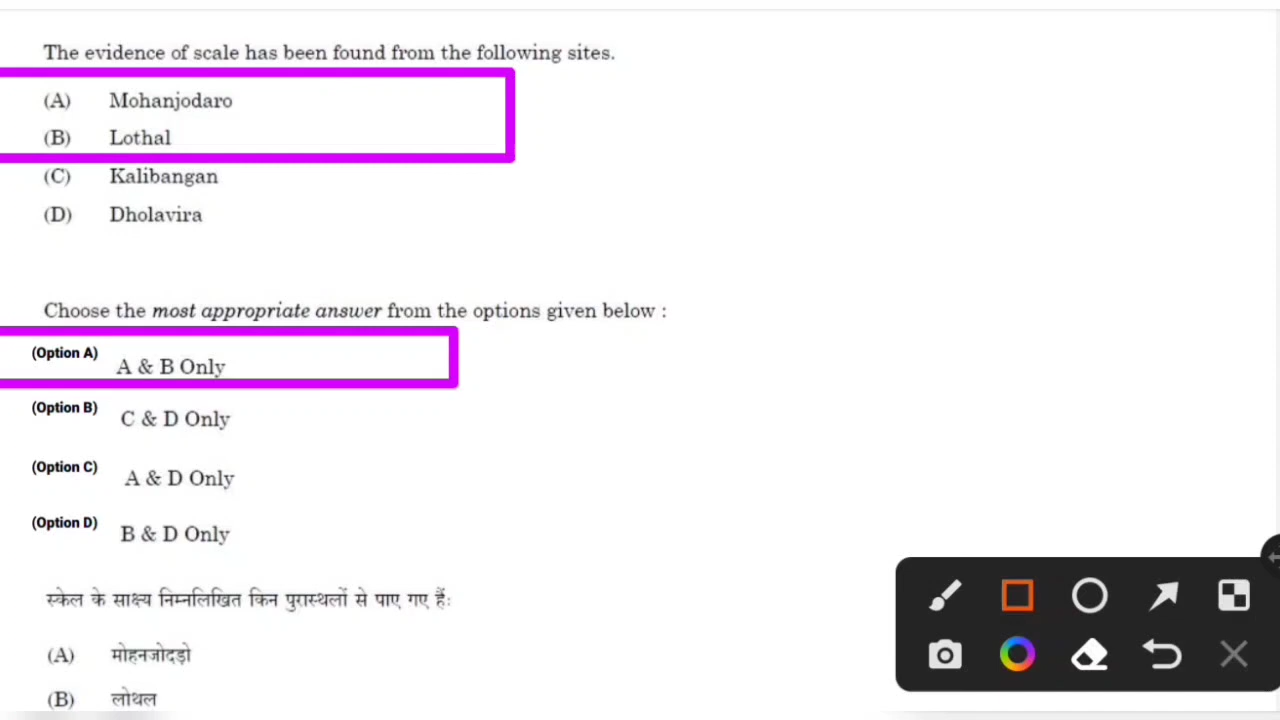 The evidence of scale has been found from the following sites.
(A) Mohanjodaro
(B) Lothal
(C) Kalibangan
(D) Dholavira
Choose the most appropriate answer from the options given below :
(Option A) A & B Only
(Option B) C & D Only
(Option C) A & D Only
(Option D) B & D Only
स्केल के साक्ष्य निम्नलिखित किन पुरास्थलों से पाए गए हैं:
(A) मोहनजोदड़ो
(B) लोथल